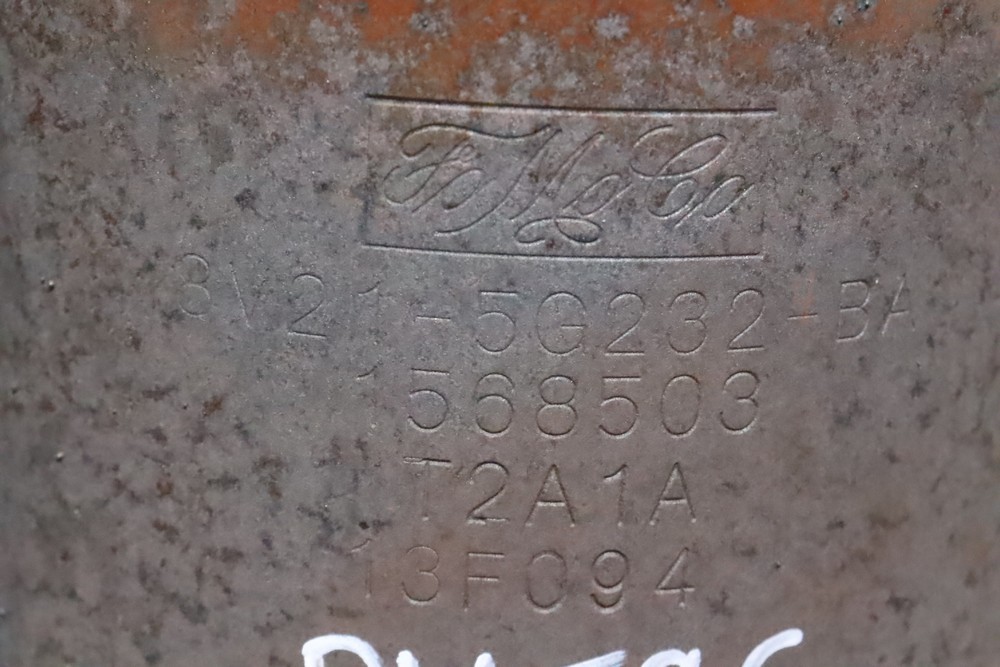 FoMoCo
8V21-5G232-BA
1568503
T2A1A
13F094